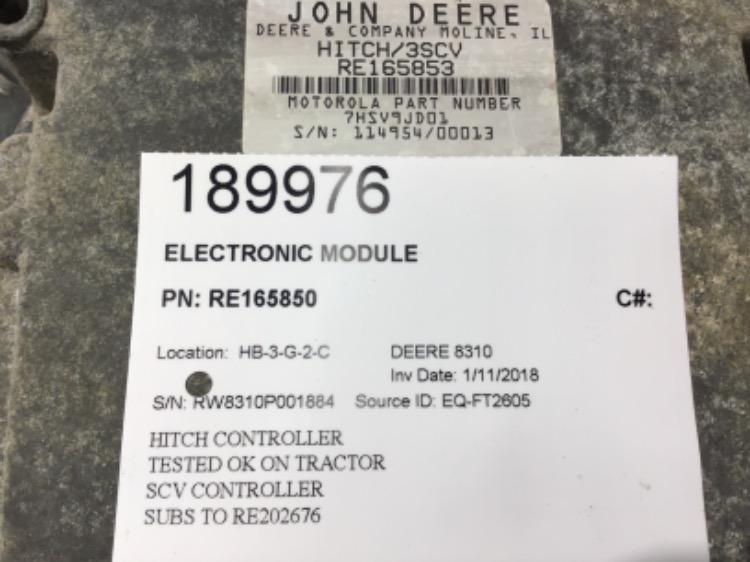 JOHN DEERE
DEERE & COMPANY MOLINE, IL
HITCH/3SCV
RE165853
MOTOROLA PART NUMBER
7HSV9JD01
S/N: 114954/00013
189976
ELECTRONIC MODULE
PN: RE165850 C#:
Location: HB-3-G-2-C DEERE 8310
Inv Date: 1/11/2018
S/N: RW8310P001884 Source ID: EQ-FT2605
HITCH CONTROLLER
TESTED OK ON TRACTOR
SCV CONTROLLER
SUBS TO RE202676